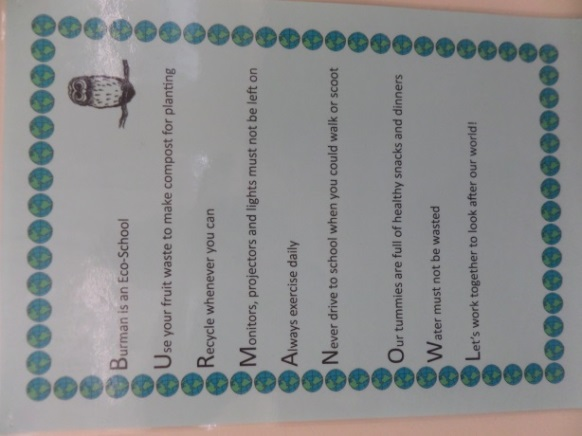 Burman is an Eco-School
Use your fruit waste to make compost for planting
Recycle whenever you can
Monitors, projectors and lights must not be left on
Always exercise daily
Never drive to school when you could walk or scoot
Our tummies are full of healthy snacks and dinners
Water must not be wasted
Let's work together to look after our world!